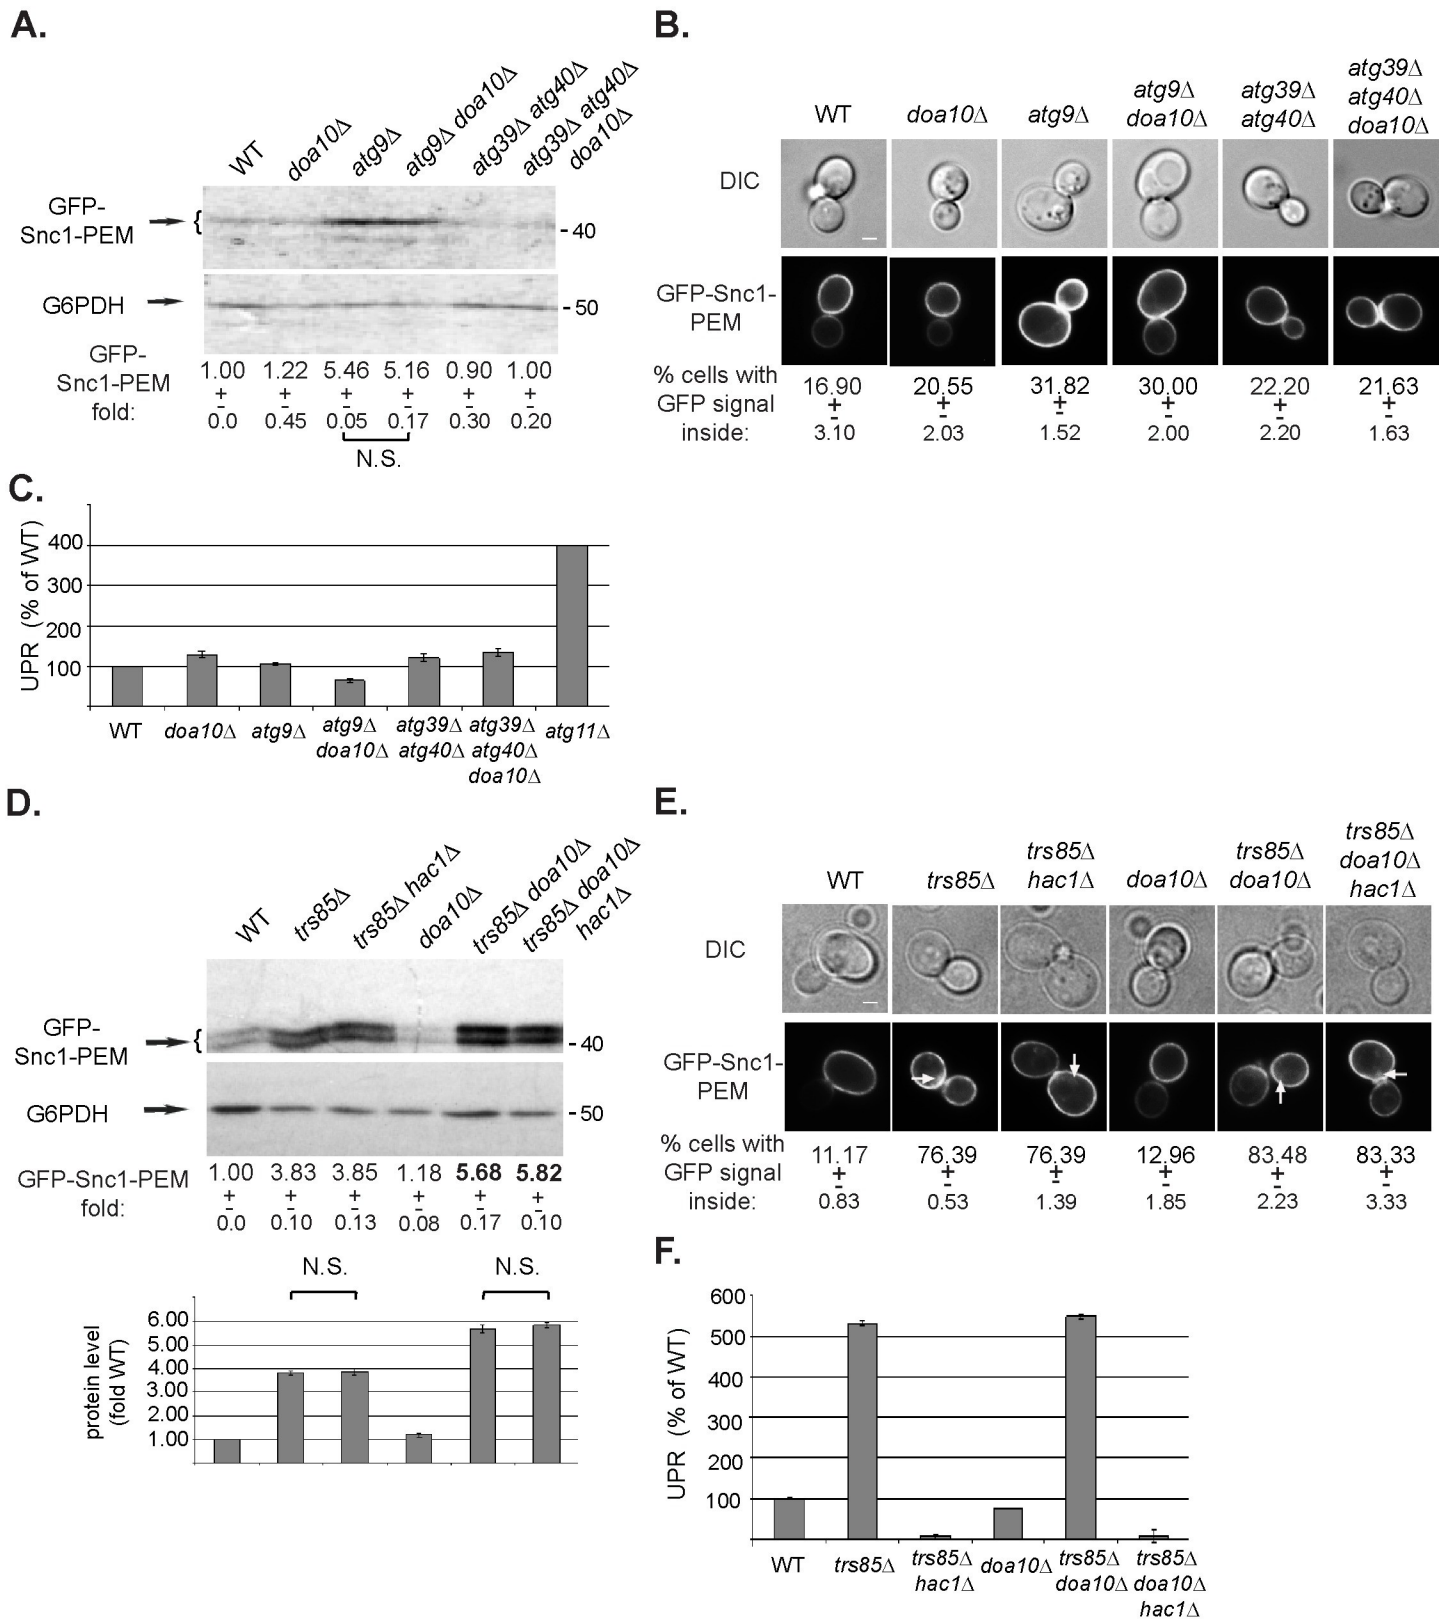 A.
WT
doa10Δ
atg9Δ
atg9Δ doa10Δ
atg39Δ atg40Δ
atg39Δ atg40Δ
doa10Δ
GFP-
Snc1-PEM
{
- 40
G6PDH
- 50
GFP-
Snc1-PEM
fold:
1.00 1.22 5.46 5.16 0.90 1.00
+ + + + + +
- - - - - -
0.0 0.45 0.05 0.17 0.30 0.20
N.S.
B.
WT
doa10Δ
atg9Δ
atg9Δ
doa10Δ
atg39Δ
atg40Δ
atg39Δ
atg40Δ
doa10Δ
DIC
GFP-Snc1-
PEM
% cells with
GFP signal
inside:
16.90 20.55 31.82 30.00 22.20 21.63
+ + + + + +
- - - - - -
3.10 2.03 1.52 2.00 2.20 1.63
C.
UPR (% of WT)
400
300
200
100
WT
doa10Δ
atg9Δ
atg9Δ
doa10Δ
atg39Δ
atg40Δ
atg39Δ
atg40Δ
doa10Δ
atg11Δ
D.
WT
trs85Δ
trs85Δ hac1Δ
doa10Δ
trs85Δ doa10Δ
trs85Δ doa10Δ
hac1Δ
GFP-
Snc1-PEM
{
- 40
G6PDH
- 50
GFP-Snc1-PEM
fold:
1.00 3.83 3.85 1.18 5.68 5.82
+ + + + + +
- - - - - -
0.0 0.10 0.13 0.08 0.17 0.10
N.S.
N.S.
protein level
(fold WT)
6.00
5.00
4.00
3.00
2.00
1.00
E.
WT
trs85Δ
trs85Δ
hac1Δ
doa10Δ
trs85Δ
doa10Δ
trs85Δ
doa10Δ
hac1Δ
DIC
GFP-Snc1-
PEM
% cells with
GFP signal
inside:
11.17 76.39 76.39 12.96 83.48 83.33
+ + + + + +
- - - - - -
0.83 0.53 1.39 1.85 2.23 3.33
F.
UPR (% of WT)
600
500
400
300
200
100
WT
trs85Δ
trs85Δ
hac1Δ
doa10Δ
trs85Δ
doa10Δ
trs85Δ
doa10Δ
hac1Δ